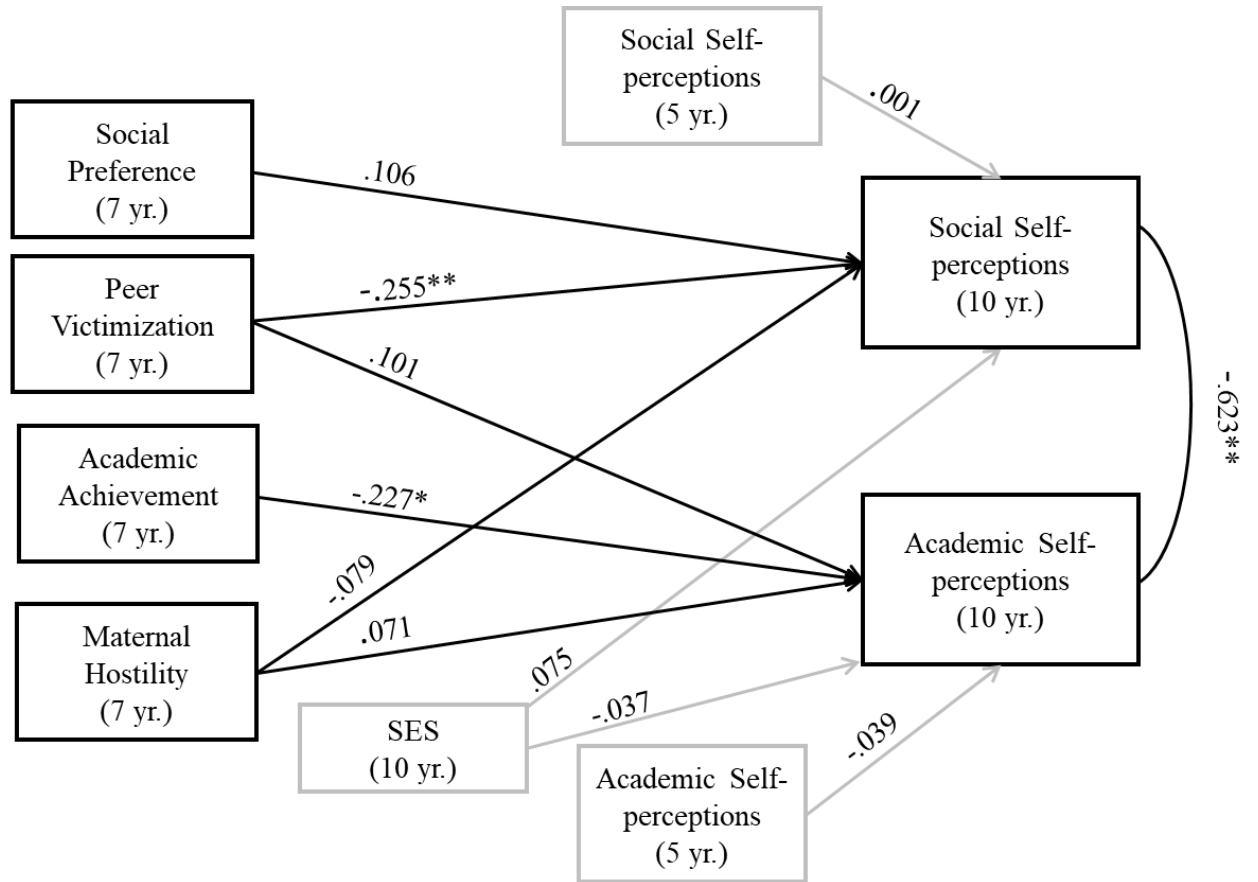 Social Self-
perceptions
(5 yr.)
.001
Social
Preference
(7 yr.)
.106
Social Self-
perceptions
(10 yr.)
Peer
Victimization
(7 yr.)
-.255**
.101
-.623**
Academic
Achievement
(7 yr.)
-.227*
Academic Self-
perceptions
(10 yr.)
-.079
Maternal
Hostility
(7 yr.)
.071
.075
-.037
SES
(10 yr.)
-.039
Academic Self-
perceptions
(5 yr.)